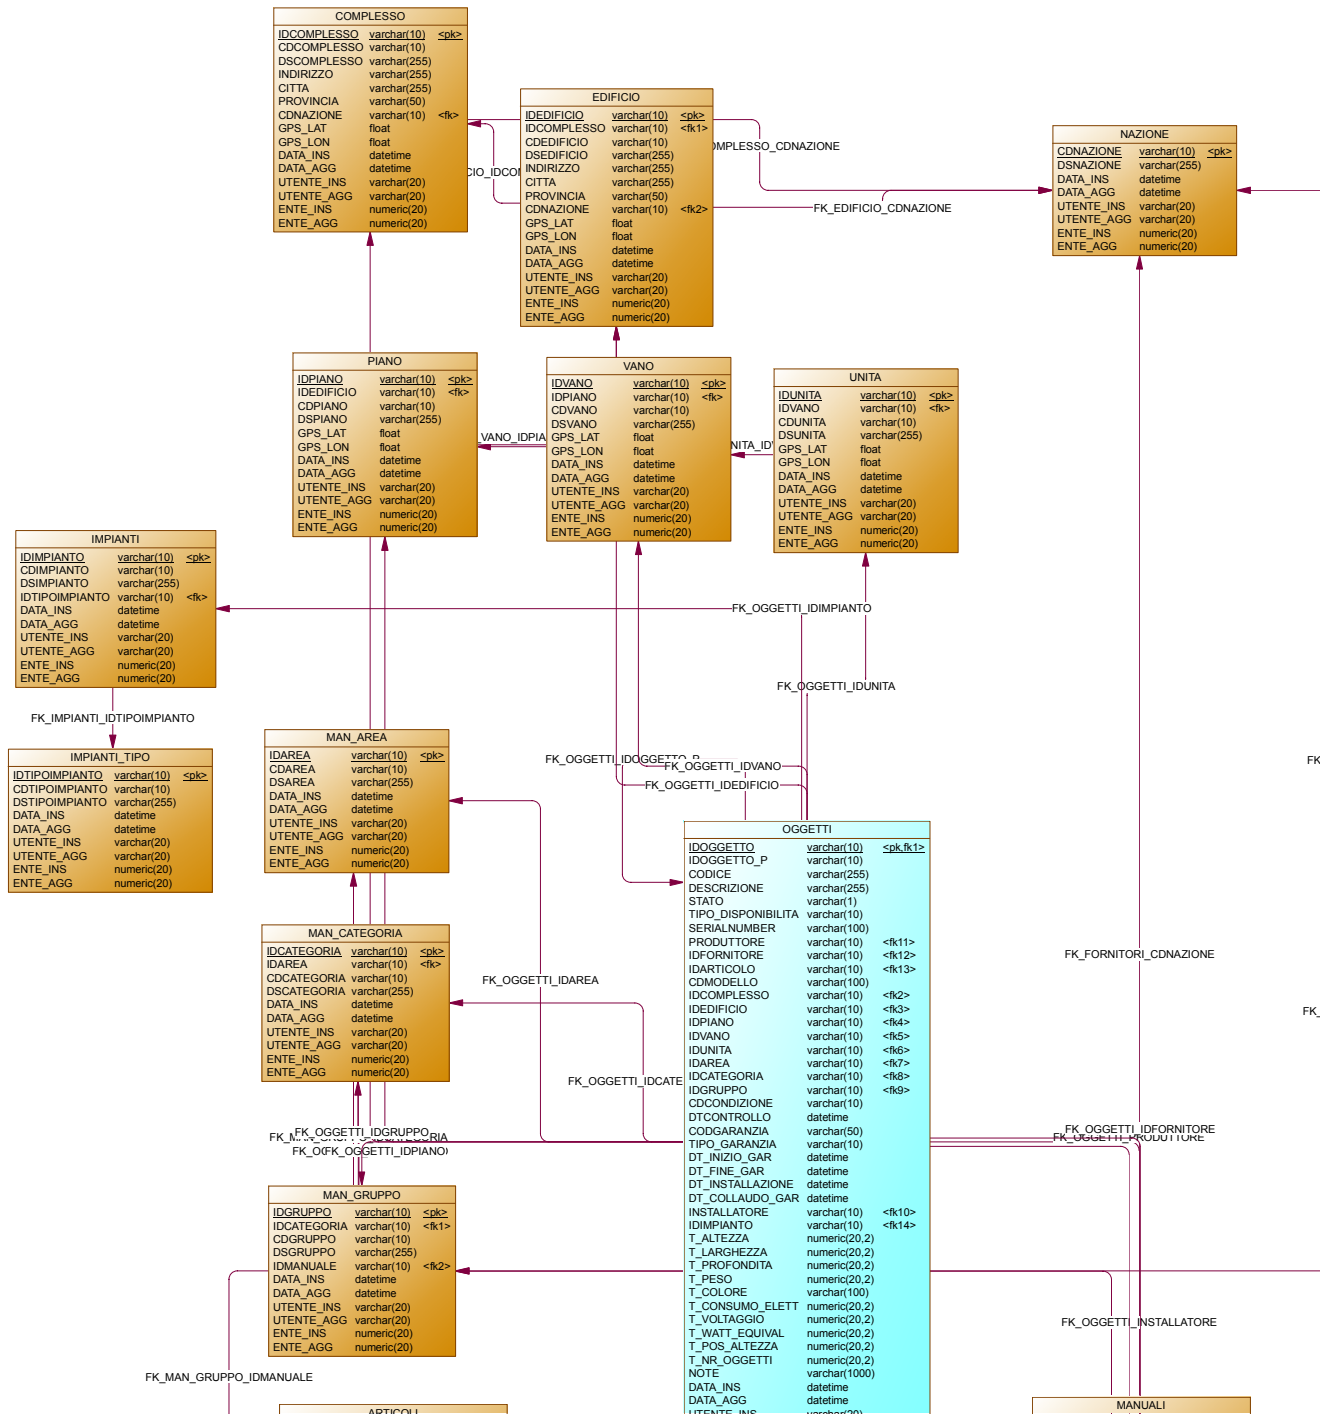 COMPLESSO
IDCOMPLESSO varchar(10) <pk>
CDCOMPLESSO varchar(10)
DSCOMPLESSO varchar(255)
INDIRIZZO varchar(255)
CITTA varchar(255)
PROVINCIA varchar(50)
CDNAZIONE varchar(10) <fk>
GPS_LAT float
GPS_LON float
DATA_INS datetime
DATA_AGG datetime
UTENTE_INS varchar(20)
UTENTE_AGG varchar(20)
ENTE_INS numeric(20)
ENTE_AGG numeric(20)
EDIFICIO
IDEDIFICIO varchar(10) <pk>
IDCOMPLESSO varchar(10) <fk1>
CDEDIFICIO varchar(10)
DSEDIFICIO varchar(255)
INDIRIZZO varchar(255)
CITTA varchar(255)
PROVINCIA varchar(50)
CDNAZIONE varchar(10) <fk2>
GPS_LAT float
GPS_LON float
DATA_INS datetime
DATA_AGG datetime
UTENTE_INS varchar(20)
UTENTE_AGG varchar(20)
ENTE_INS numeric(20)
ENTE_AGG numeric(20)
OMPLESSO_CDNAZIONE
CIO_IDCO
FK_EDIFICIO_CDNAZIONE
NAZIONE
CDNAZIONE varchar(10) <pk>
DSNAZIONE varchar(255)
DATA_INS datetime
DATA_AGG datetime
UTENTE_INS varchar(20)
UTENTE_AGG varchar(20)
ENTE_INS numeric(20)
ENTE_AGG numeric(20)
PIANO
IDPIANO varchar(10) <pk>
IDEDIFICIO varchar(10) <fk>
CDPIANO varchar(10)
DSPIANO varchar(255)
GPS_LAT float
GPS_LON float
DATA_INS datetime
DATA_AGG datetime
UTENTE_INS varchar(20)
UTENTE_AGG varchar(20)
ENTE_INS numeric(20)
ENTE_AGG numeric(20)
_VANO_IDPIA
VANO
IDVANO varchar(10) <pk>
IDPIANO varchar(10) <fk>
CDVANO varchar(10)
DSVANO varchar(255)
GPS_LAT float
GPS_LON float
DATA_INS datetime
DATA_AGG datetime
UTENTE_INS varchar(20)
UTENTE_AGG varchar(20)
ENTE_INS numeric(20)
ENTE_AGG numeric(20)
NITA_ID
UNITA
IDUNITA varchar(10) <pk>
IDVANO varchar(10) <fk>
CDUNITA varchar(10)
DSUNITA varchar(255)
GPS_LAT float
GPS_LON float
DATA_INS datetime
DATA_AGG datetime
UTENTE_INS varchar(20)
UTENTE_AGG varchar(20)
ENTE_INS numeric(20)
ENTE_AGG numeric(20)
IMPIANTI
IDIMPIANTO varchar(10) <pk>
CDIMPIANTO varchar(10)
DSIMPIANTO varchar(255)
IDTIPOIMPIANTO varchar(10) <fk>
DATA_INS datetime
DATA_AGG datetime
UTENTE_INS varchar(20)
UTENTE_AGG varchar(20)
ENTE_INS numeric(20)
ENTE_AGG numeric(20)
FK_OGGETTI_IDIMPIANTO
FK_OGGETTI_IDUNITA
FK_IMPIANTI_IDTIPOIMPIANTO
IMPIANTI_TIPO
IDTIPOIMPIANTO varchar(10) <pk>
CDTIPOIMPIANTO varchar(10)
DSTIPOIMPIANTO varchar(255)
DATA_INS datetime
DATA_AGG datetime
UTENTE_INS varchar(20)
UTENTE_AGG varchar(20)
ENTE_INS numeric(20)
ENTE_AGG numeric(20)
MAN_AREA
IDAREA varchar(10) <pk>
CDAREA varchar(10)
DSAREA varchar(255)
DATA_INS datetime
DATA_AGG datetime
UTENTE_INS varchar(20)
UTENTE_AGG varchar(20)
ENTE_INS numeric(20)
ENTE_AGG numeric(20)
FK_OGGETTI_IDOGGETTO_P
FK_OGGETTI_IDVANO
FK_OGGETTI_IDEDIFICIO
FK
MAN_CATEGORIA
IDCATEGORIA varchar(10) <pk>
IDAREA varchar(10) <fk>
CDCATEGORIA varchar(10)
DSCATEGORIA varchar(255)
DATA_INS datetime
DATA_AGG datetime
UTENTE_INS varchar(20)
UTENTE_AGG varchar(20)
ENTE_INS numeric(20)
ENTE_AGG numeric(20)
FK_OGGETTI_IDAREA
FK_OGGETTI_IDCATE
FK_OGGETTI_IDGRUPPO
FK_OGGETTI_IDPIANO
OGGETTI
IDOGGETTO varchar(10) <pk,fk1>
IDOGGETTO_P varchar(10)
CODICE varchar(255)
DESCRIZIONE varchar(255)
STATO varchar(1)
TIPO_DISPONIBILITA varchar(10)
SERIALNUMBER varchar(100)
PRODUTTORE varchar(10) <fk11>
IDFORNITORE varchar(10) <fk12>
IDARTICOLO varchar(10) <fk13>
CDMODELLO varchar(100)
IDCOMPLESSO varchar(10) <fk2>
IDEDIFICIO varchar(10) <fk3>
IDPIANO varchar(10) <fk4>
IDVANO varchar(10) <fk5>
IDUNITA varchar(10) <fk6>
IDAREA varchar(10) <fk7>
IDCATEGORIA varchar(10) <fk8>
IDGRUPPO varchar(10) <fk9>
CDCONDIZIONE varchar(10)
DTCONTROLLO datetime
CODGARANZIA varchar(50)
TIPO_GARANZIA varchar(10)
DT_INIZIO_GAR datetime
DT_FINE_GAR datetime
DT_INSTALLAZIONE datetime
DT_COLLAUDO_GAR datetime
INSTALLATORE varchar(10) <fk10>
IDIMPIANTO varchar(10) <fk14>
T_ALTEZZA numeric(20,2)
T_LARGHEZZA numeric(20,2)
T_PROFONDITA numeric(20,2)
T_PESO numeric(20,2)
T_COLORE varchar(100)
T_CONSUMO_ELETT numeric(20,2)
T_VOLTAGGIO numeric(20,2)
T_WATT_EQUIVAL numeric(20,2)
T_POS_ALTEZZA numeric(20,2)
T_NR_OGGETTI numeric(20,2)
NOTE varchar(1000)
DATA_INS datetime
DATA_AGG datetime
UTENTE_INS varchar(20)
FK_FORNITORI_CDNAZIONE
FK_
FK_OGGETTI_IDFORNITORE
FK_OGGETTI_PRODUTTORE
FK_OGGETTI_INSTALLATORE
MAN_GRUPPO
IDGRUPPO varchar(10) <pk>
IDCATEGORIA varchar(10) <fk1>
CDGRUPPO varchar(10)
DSGRUPPO varchar(255)
IDMANUALE varchar(10) <fk2>
DATA_INS datetime
DATA_AGG datetime
UTENTE_INS varchar(20)
UTENTE_AGG varchar(20)
ENTE_INS numeric(20)
ENTE_AGG numeric(20)
FK_MAN_GRUPPO_IDMANUALE
ARTICOLI
MANUALI